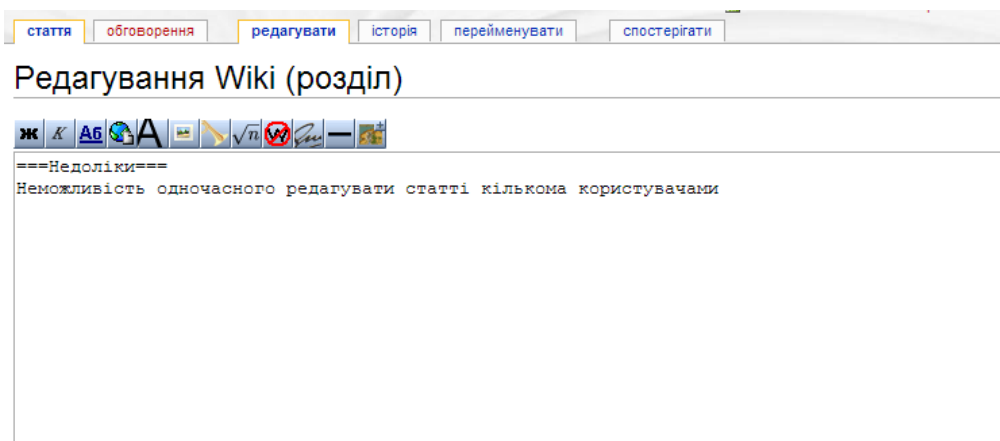 стаття обговорення редагувати історія перейменувати спостерігати
Редагування Wiki (розділ)
Ж К Аб А √n W
===Недоліки===
Неможливість одночасного редагувати статті кількома користувачами